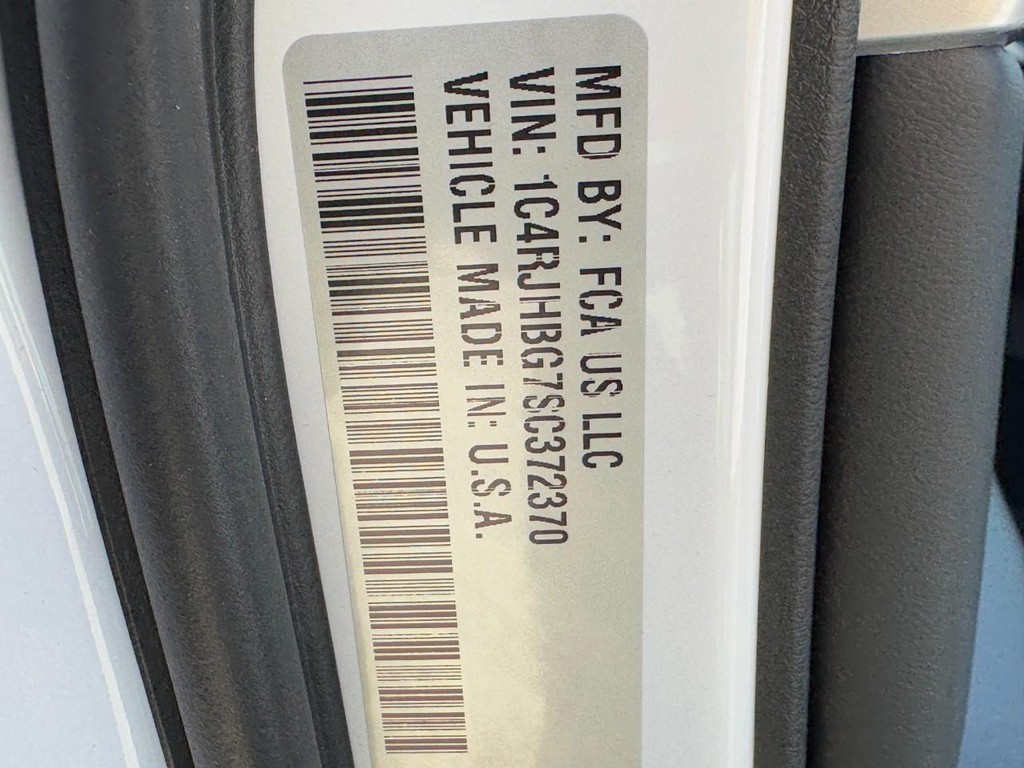 MFD BY: FCA US LLC
VIN: 1C4RJHBG7SC372370
VEHICLE MADE IN: U.S.A.